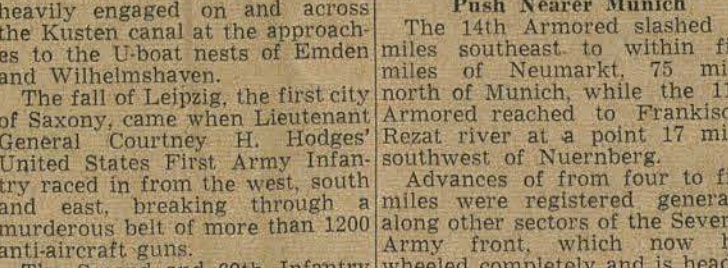 heavily engaged on and across
the Kusten canal at the approach-
es to the U-boat nests of Emden
and Wilhelmshaven.
The fall of Leipzig, the first city
of Saxony, came when Lieutenant
General Courtney H. Hodges'
United States First Army Infan-
try raced in from the west, south
and east, breaking through a
murderous belt of more than 1200
anti-aircraft guns.
Infantry
Push Nearer Munich
The 14th Armored slashed
miles southeast to within
miles of Neumarkt, 75
north of Munich, while the
Armored reached to
Rezat river at a point 17
southwest of Nuernberg.
Advances of from four to
miles were registered
along other sectors of the
Army front, which now
wheeled completely and is